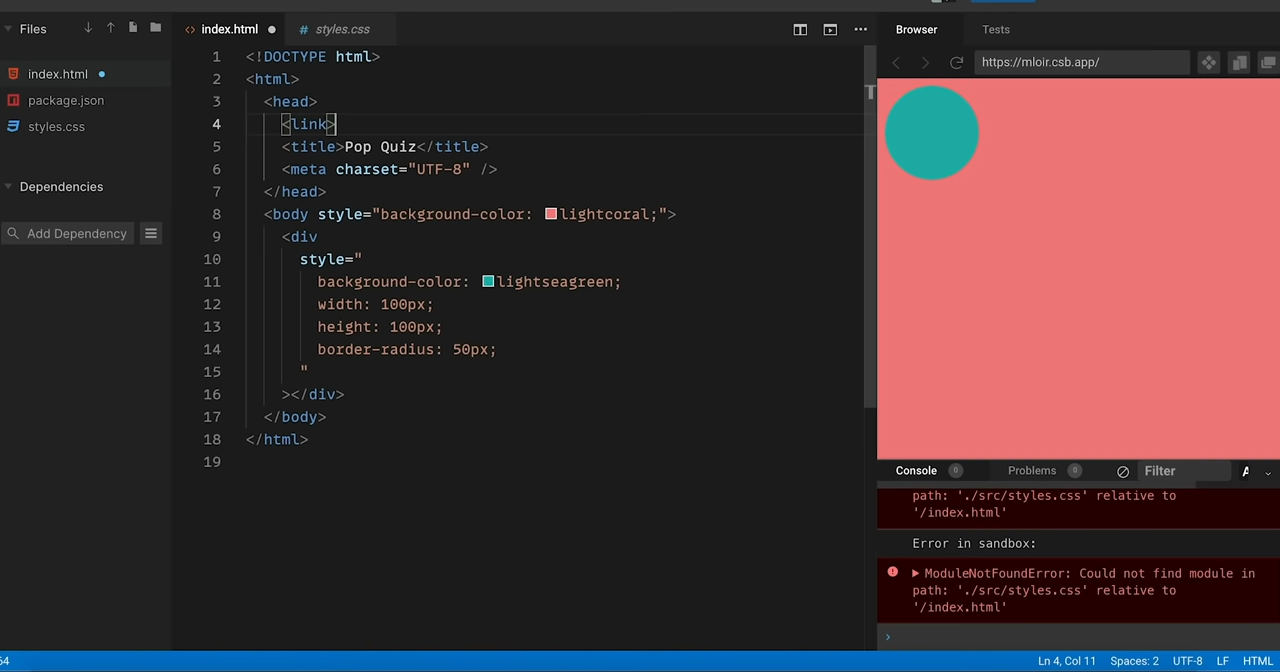 Files
index.html
package.json
styles.css
Dependencies
Add Dependency
index.html
# styles.css
1 <!DOCTYPE html>
2 <html>
3 <head>
4 <link>
5 <title>Pop Quiz</title>
6 <meta charset="UTF-8" />
7 </head>
8 <body style="background-color: lightcoral;">
9 <div
10 style="
11 background-color: lightseagreen;
12 width: 100px;
13 height: 100px;
14 border-radius: 50px;
15 "
16 ></div>
17 </body>
18 </html>
19
Browser
Tests
https://mloir.csb.app/
Console 0
Problems 0
Filter
path: './src/styles.css' relative to
'/index.html'
Error in sandbox:
ModuleNotFoundError: Could not find module in
path: './src/styles.css' relative to
'/index.html'
64
Ln 4, Col 11
Spaces: 2
UTF-8
LF
HTML